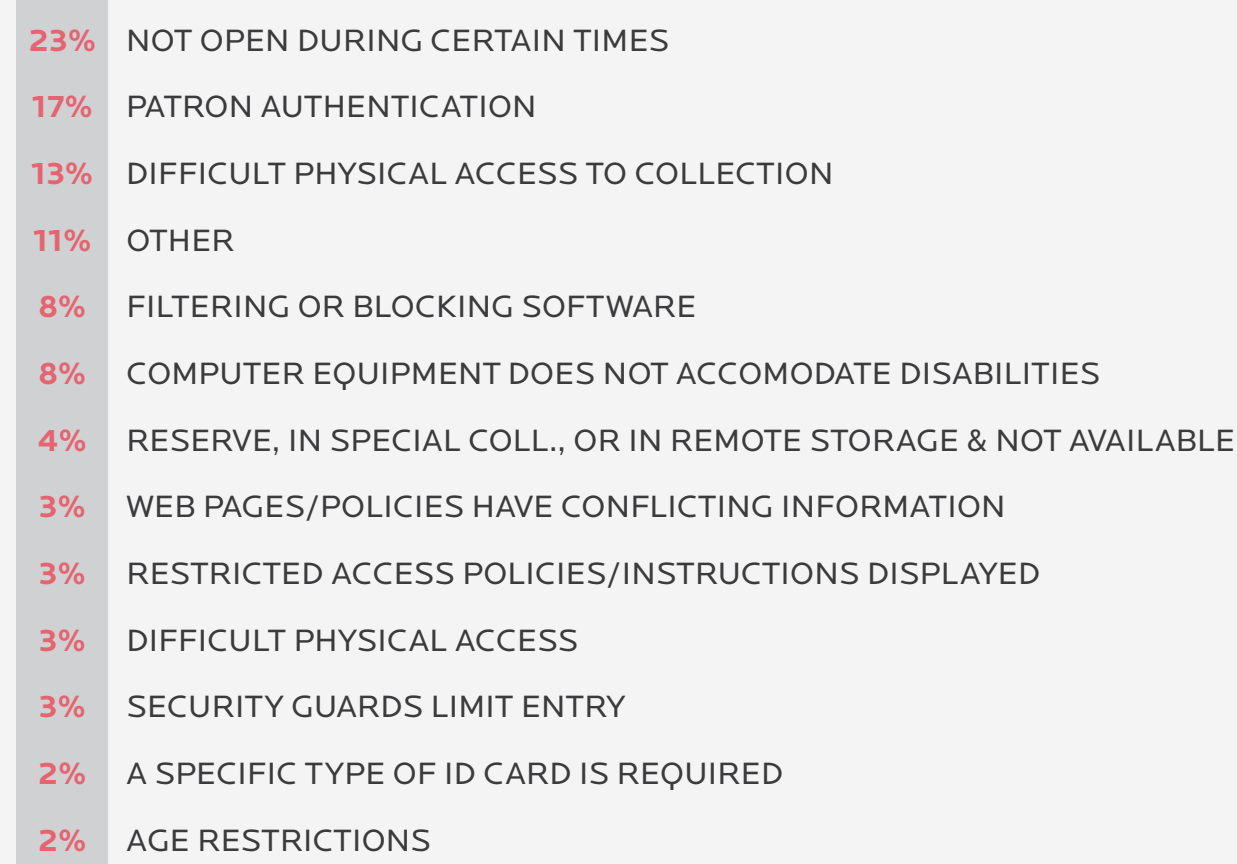 23% NOT OPEN DURING CERTAIN TIMES
17% PATRON AUTHENTICATION
13% DIFFICULT PHYSICAL ACCESS TO COLLECTION
11% OTHER
8% FILTERING OR BLOCKING SOFTWARE
8% COMPUTER EQUIPMENT DOES NOT ACCOMODATE DISABILITIES
4% RESERVE, IN SPECIAL COLL., OR IN REMOTE STORAGE & NOT AVAILABLE
3% WEB PAGES/POLICIES HAVE CONFLICTING INFORMATION
3% RESTRICTED ACCESS POLICIES/INSTRUCTIONS DISPLAYED
3% DIFFICULT PHYSICAL ACCESS
3% SECURITY GUARDS LIMIT ENTRY
2% A SPECIFIC TYPE OF ID CARD IS REQUIRED
2% AGE RESTRICTIONS